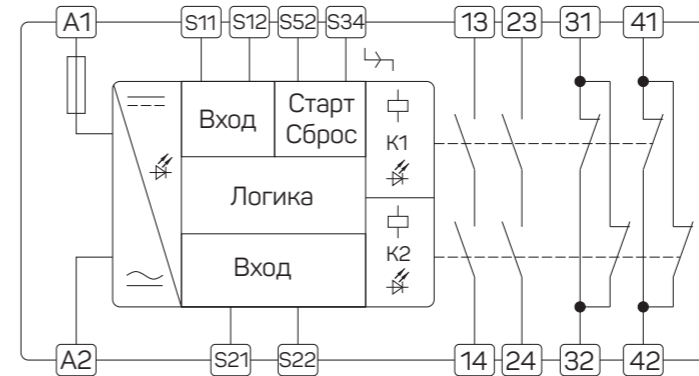 A1 S11 S12 S52 S34 13 23 31 41
Вход
Старт
Сброс
K1
Логика
K2
Вход
A2 S21 S22 14 24 32 42